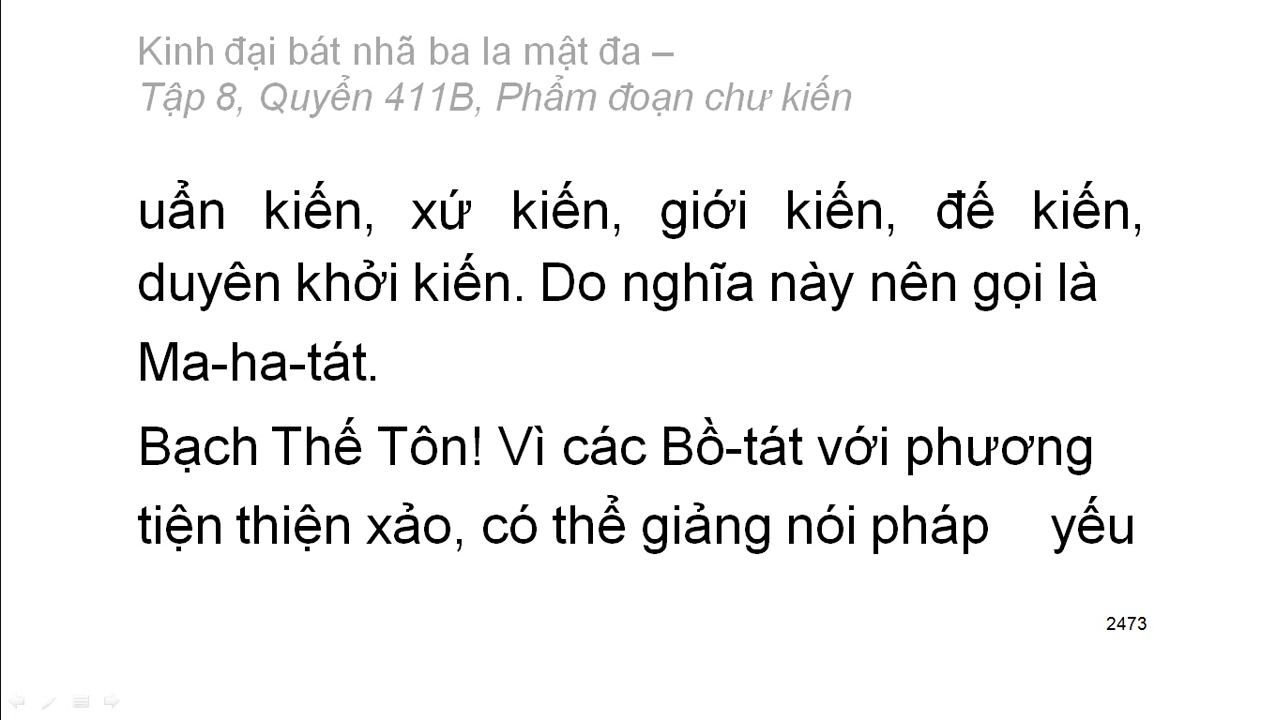 Kinh đại bát nhã ba la mật đa –
Tập 8, Quyển 411B, Phẩm đoạn chư kiến
uẩn kiến, xứ kiến, giới kiến, đế kiến,
duyên khởi kiến. Do nghĩa này nên gọi là
Ma-ha-tát.
Bạch Thế Tôn! Vì các Bồ-tát với phương
tiện thiện xảo, có thể giảng nói pháp yếu
2473